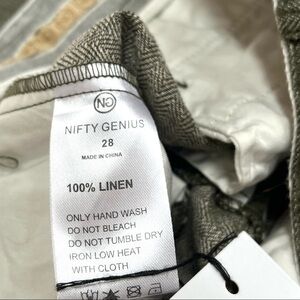 NG
NIFTY GENIUS
28
MADE IN CHINA
100% LINEN
ONLY HAND WASH
DO NOT BLEACH
DO NOT TUMBLE DRY
IRON LOW HEAT
WITH CLOTH